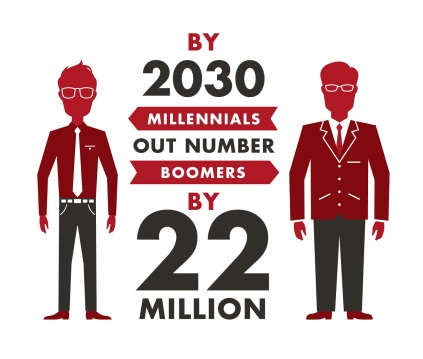 BY
2030
MILLENNIALS
OUT NUMBER
BOOMERS
BY
22
MILLION